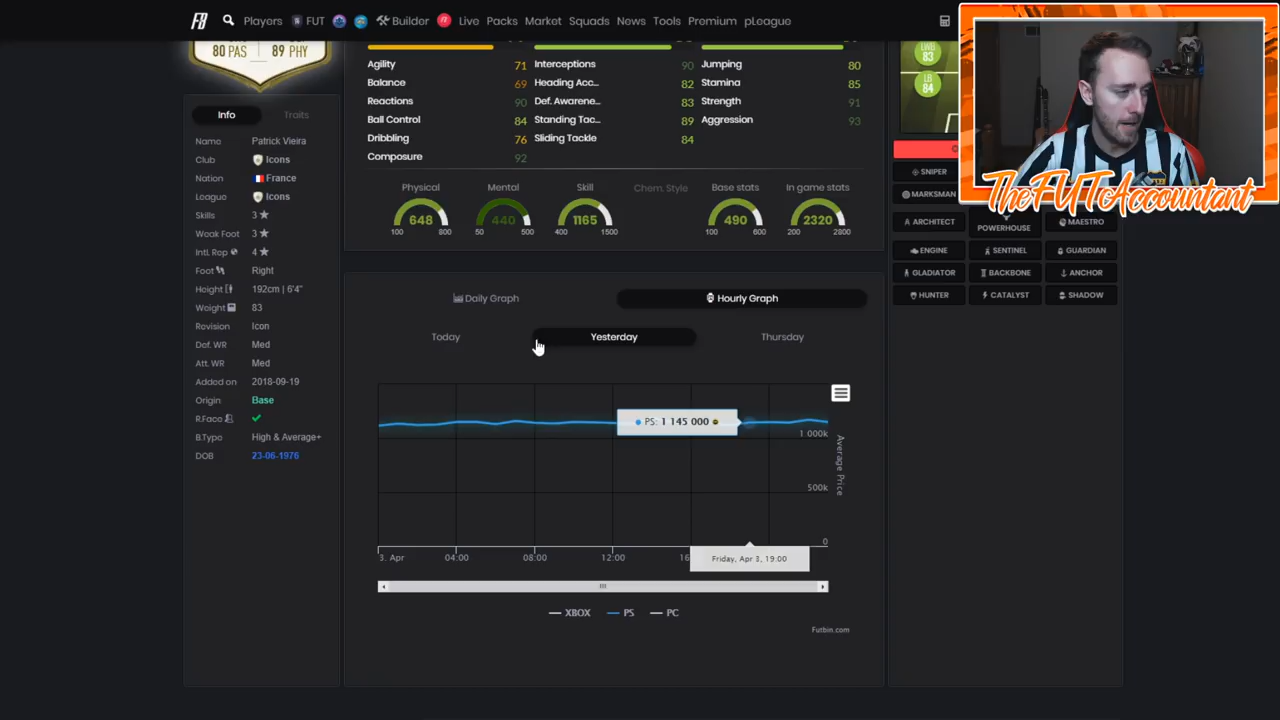 F8 Players FUT Builder Live Packs Market Squads News Tools Premium pLeague
80 PAS 89 PHY
Info Traits
Name Patrick Vieira
Club Icons
Nation France
League Icons
Skills 3
Weak Foot 3
Intl. Rep 4
Foot Right
Height 192cm | 6'4"
Weight 83
Revision Icon
Def. WR Med
Att. WR Med
Added on 2018-09-19
Origin Base
R.Face
B.Type High & Average+
DOB 23-06-1976
Agility 71 Interceptions 90 Jumping 80
Balance 69 Heading Acc... 82 Stamina 85
Reactions 90 Def. Awarene... 83 Strength 91
Ball Control 84 Standing Tac... 89 Aggression 93
Dribbling 76 Sliding Tackle 84
Composure 92
Physical Mental Skill Chem. Style Base stats In game stats
648 440 1165 490 2320
100 800 50 500 400 1500 100 600 200 2800
Daily Graph Hourly Graph
Today Yesterday Thursday
PS: 1 145 000
1 000k
500k
0
Average Price
3. Apr 04:00 08:00 12:00 16
Friday, Apr 3, 19:00
XBOX PS PC
Futbin.com
LWB
83
LB
84
SNIPER
MARKSMAN
ARCHITECT POWERHOUSE MAESTRO
ENGINE SENTINEL GUARDIAN
GLADIATOR BACKBONE ANCHOR
HUNTER CATALYST SHADOW
TheFUTAccountant